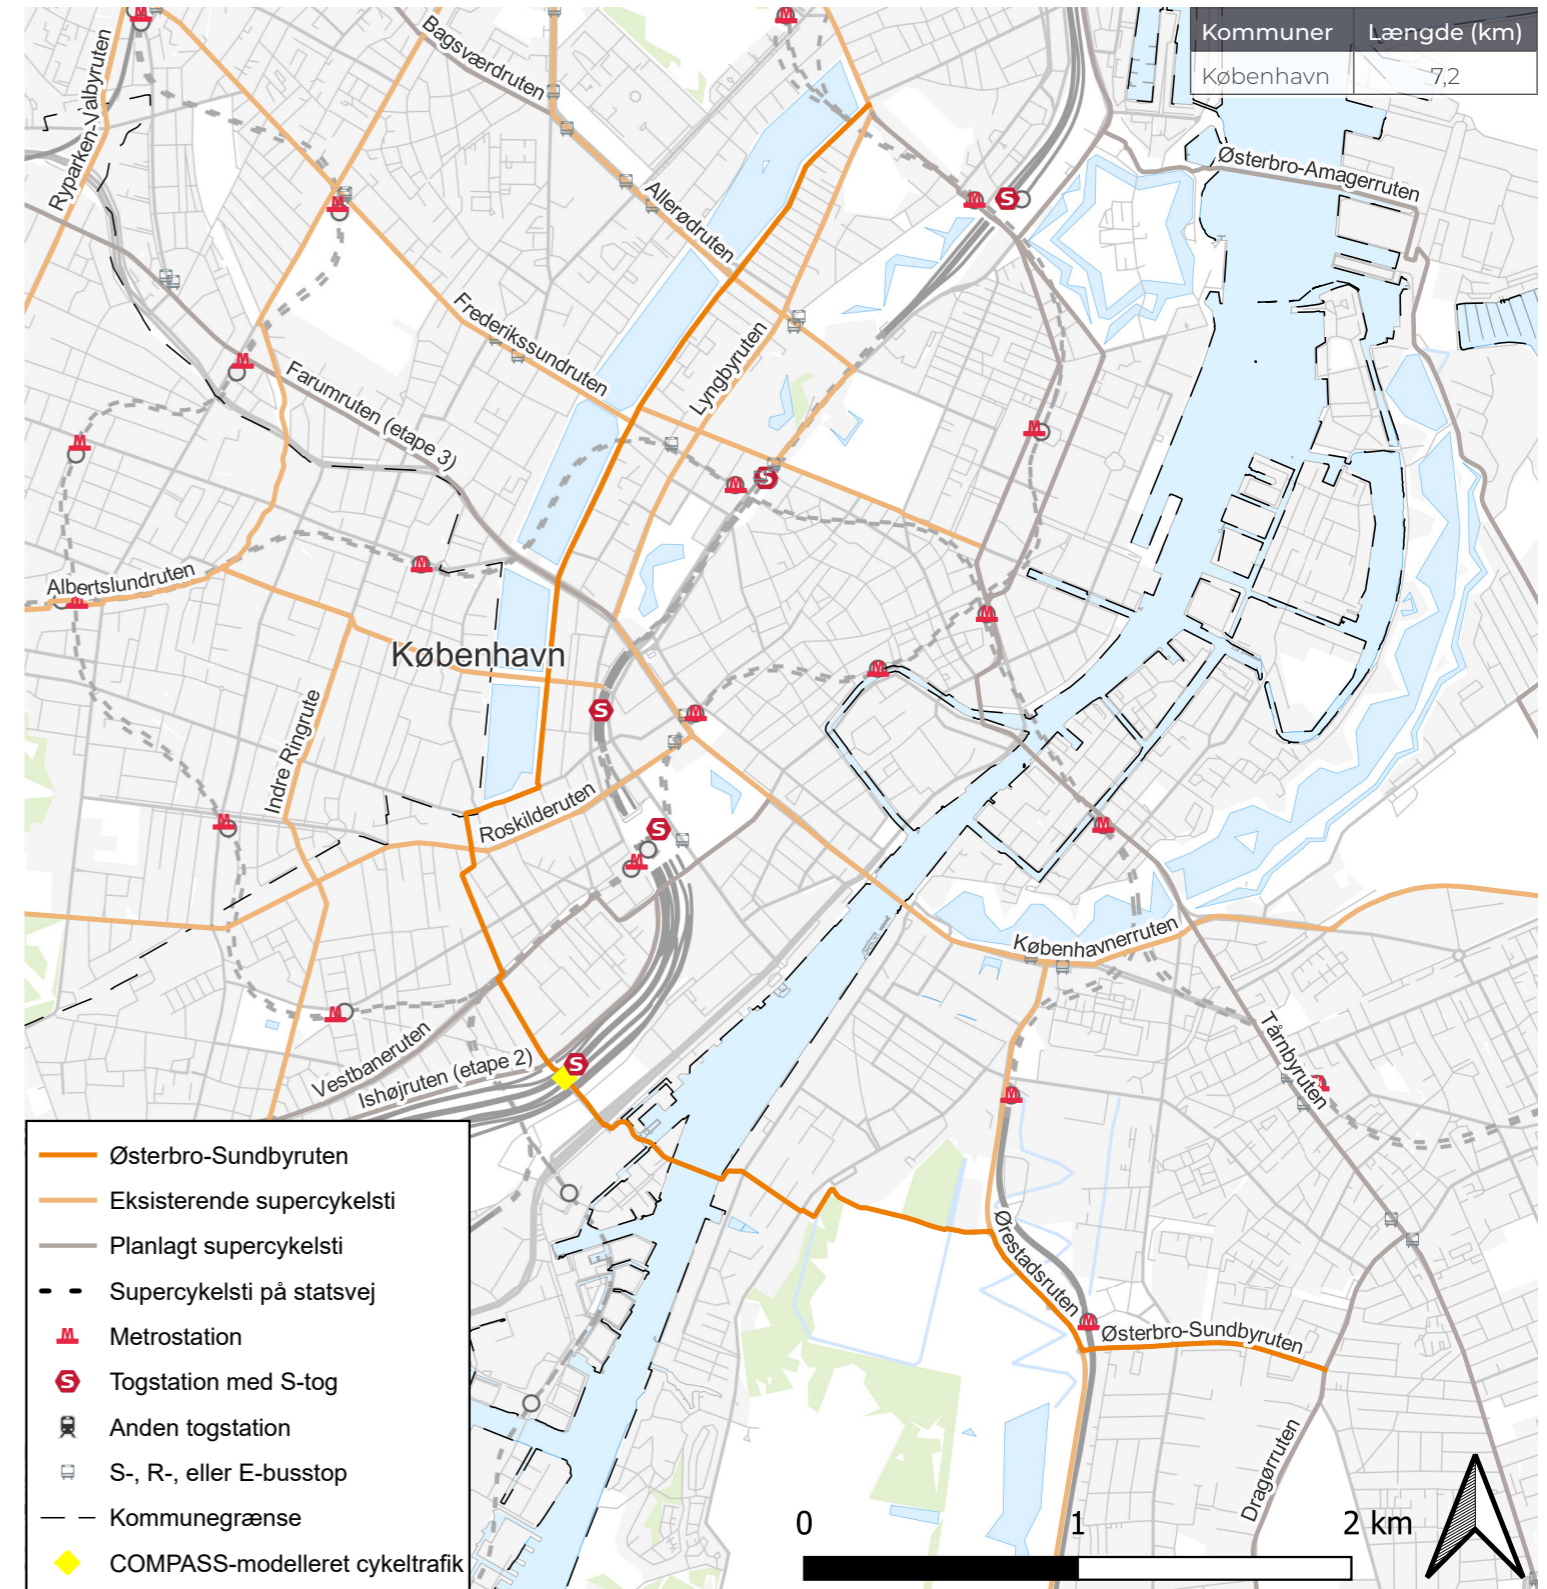 Kommuner Længde (km)
København 7,2
Bagsværdruten
Ryparken-Valbyruten
Østerbro-Amagerruten
Allerødruten
Frederikssundruten
Lyngbyruten
Farumruten (etape 3)
Albertslundruten
København
Indre Ringrute
Roskilderuten
Københavnerruten
Tårnbyruten
Vestbaneruten
Ishøjruten (etape 2)
Ørestadsruten
Østerbro-Sundbyruten
Dragørruten
Østerbro-Sundbyruten
Eksisterende supercykelsti
Planlagt supercykelsti
Supercykelsti på statsvej
M Metrostation
S Togstation med S-tog
Anden togstation
S-, R-, eller E-busstop
Kommunegrænse
COMPASS-modelleret cykeltrafik
0 1 2 km